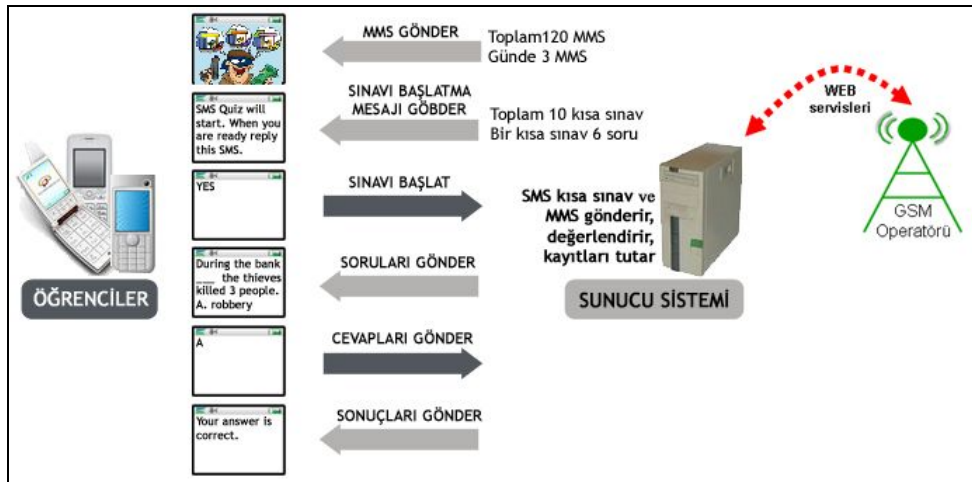 MMS GÖNDER
Toplam120 MMS
Günde 3 MMS
SMS Quiz will
start. When you
are ready reply
this SMS.
SINAVI BAŞLATMA
MESAJI GÖBDER
Toplam 10 kısa sınav
Bir kısa sınav 6 soru
WEB
servisleri
YES
SINAVI BAŞLAT
SMS kısa sınav ve
MMS gönderir,
değerlendirir,
kayıtları tutar
GSM
Operatörü
During the bank
___ the thieves
killed 3 people.
A. robbery
SORULARI GÖNDER
ÖĞRENCİLER
SUNUCU SİSTEMİ
A
CEVAPLARI GÖNDER
Your answer is
correct.
SONUÇLARI GÖNDER